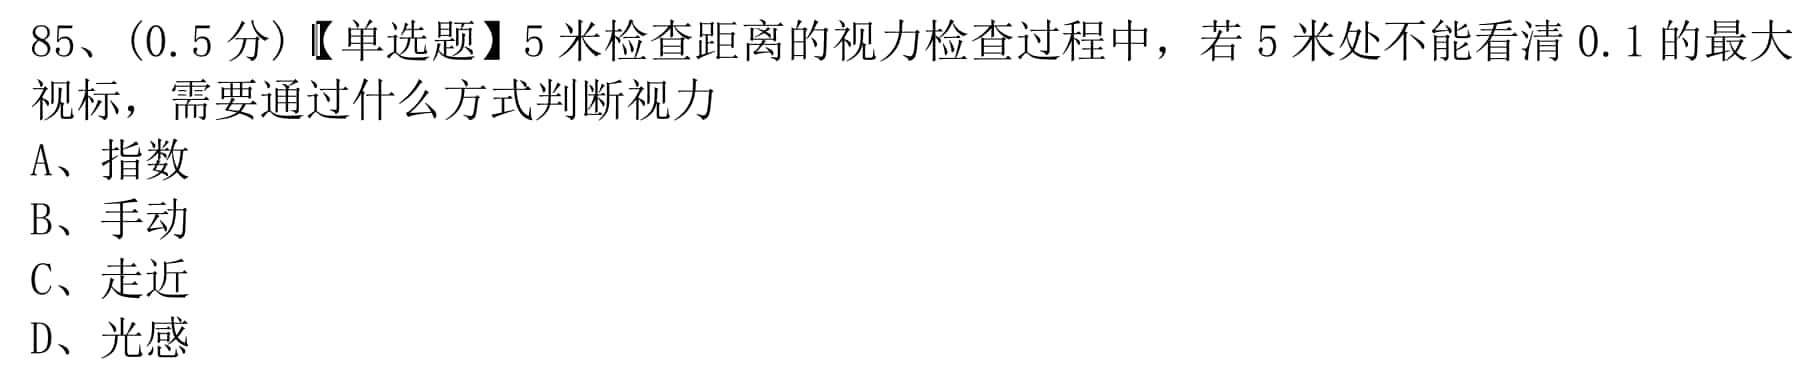 85、(0.5 分)【单选题】5 米检查距离的视力检查过程中，若 5 米处不能看清 0.1 的最大
视标，需要通过什么方式判断视力
A、指数
B、手动
C、走近
D、光感